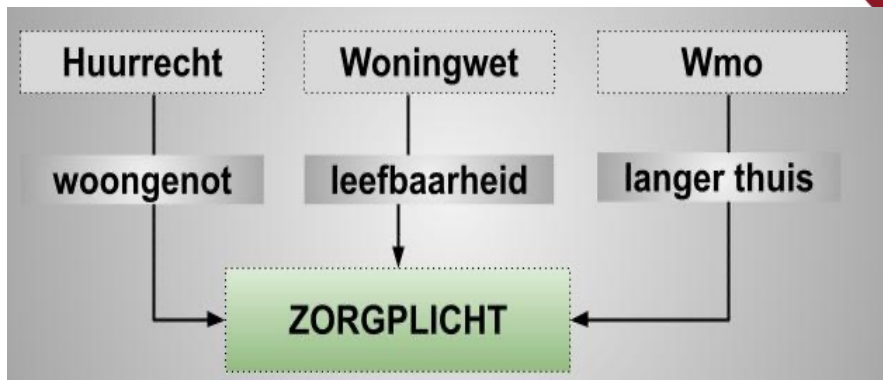 Huurrecht
Woningwet
Wmo
woongenot
leefbaarheid
langer thuis
ZORGPLICHT